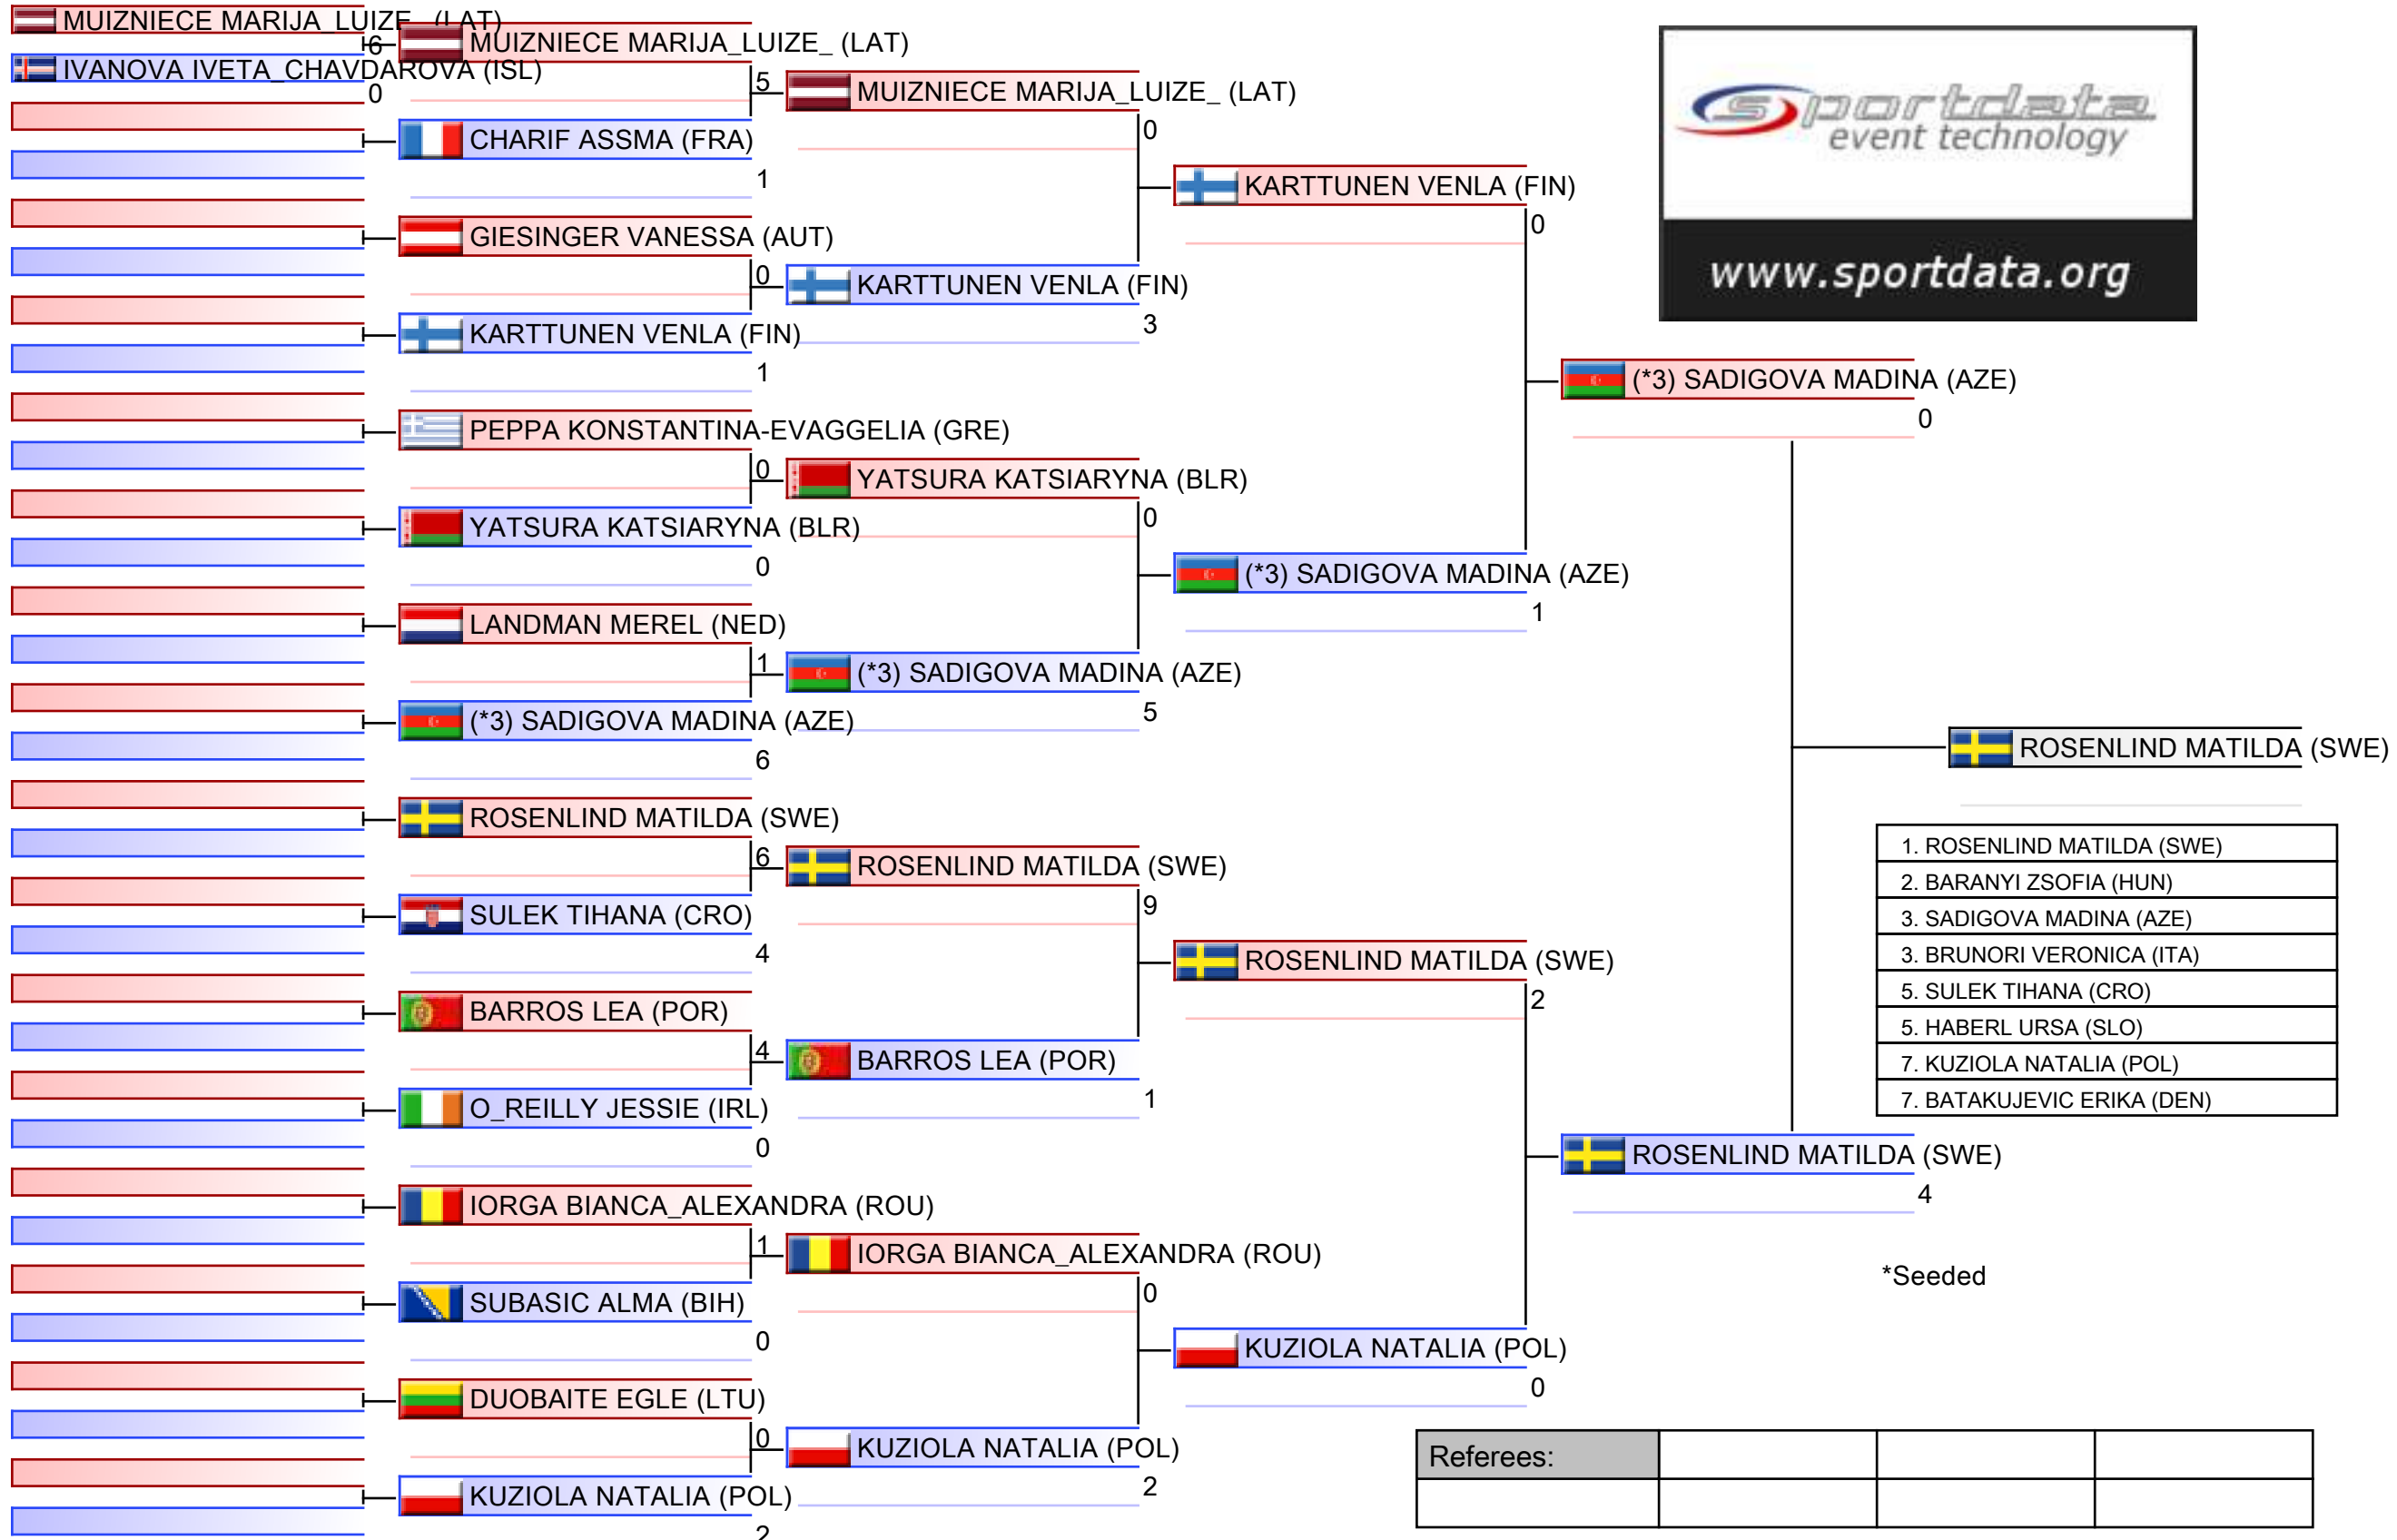 MUIZNIECE MARIJA_LUIZE_ (LAT)
6
IVANOVA IVETA_CHAVDAROVA (ISL)
0
MUIZNIECE MARIJA_LUIZE_ (LAT)
5
CHARIF ASSMA (FRA)
1
GIESINGER VANESSA (AUT)
0
KARTTUNEN VENLA (FIN)
1
PEPPA KONSTANTINA-EVAGGELIA (GRE)
0
YATSURA KATSIARYNA (BLR)
0
LANDMAN MEREL (NED)
1
(*3) SADIGOVA MADINA (AZE)
6
ROSENLIND MATILDA (SWE)
6
SULEK TIHANA (CRO)
4
BARROS LEA (POR)
4
O_REILLY JESSIE (IRL)
0
IORGA BIANCA_ALEXANDRA (ROU)
1
SUBASIC ALMA (BIH)
0
DUOBAITE EGLE (LTU)
0
KUZIOLA NATALIA (POL)
2
MUIZNIECE MARIJA_LUIZE_ (LAT)
0
KARTTUNEN VENLA (FIN)
3
YATSURA KATSIARYNA (BLR)
0
(*3) SADIGOVA MADINA (AZE)
5
ROSENLIND MATILDA (SWE)
9
BARROS LEA (POR)
1
IORGA BIANCA_ALEXANDRA (ROU)
0
KUZIOLA NATALIA (POL)
2
KARTTUNEN VENLA (FIN)
0
(*3) SADIGOVA MADINA (AZE)
1
ROSENLIND MATILDA (SWE)
2
KUZIOLA NATALIA (POL)
0
(*3) SADIGOVA MADINA (AZE)
0
ROSENLIND MATILDA (SWE)
4
ROSENLIND MATILDA (SWE)
sportdata
event technology
www.sportdata.org
1. ROSENLIND MATILDA (SWE)
2. BARANYI ZSOFIA (HUN)
3. SADIGOVA MADINA (AZE)
3. BRUNORI VERONICA (ITA)
5. SULEK TIHANA (CRO)
5. HABERL URSA (SLO)
7. KUZIOLA NATALIA (POL)
7. BATAKUJEVIC ERIKA (DEN)
*Seeded
Referees: